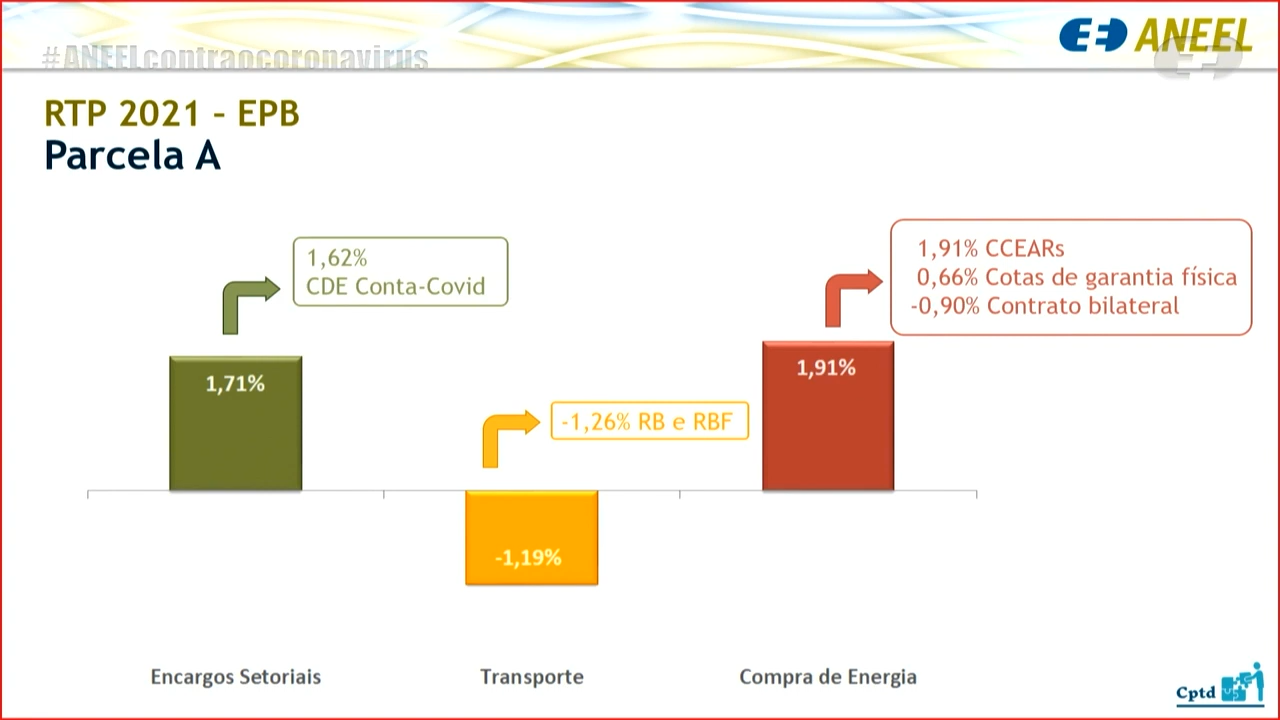 #ANEELcontraocoronavirus
ANEEL
RTP 2021 – EPB
Parcela A
1,62%
CDE Conta-Covid
1,91% CCEARs
0,66% Cotas de garantia física
-0,90% Contrato bilateral
1,71%
1,91%
-1,26% RB e RBF
-1,19%
Encargos Setoriais
Transporte
Compra de Energia
Cptd